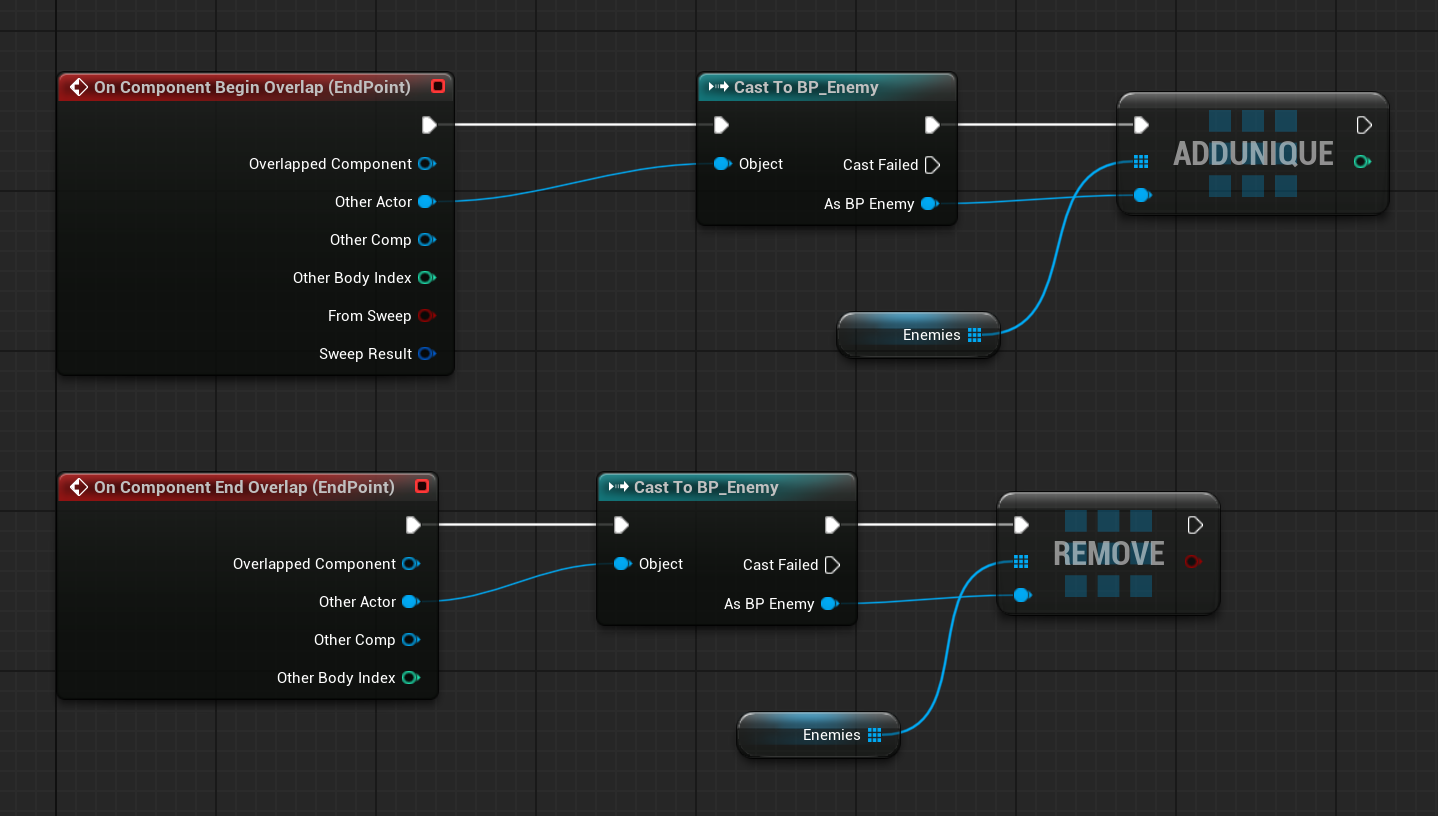 On Component Begin Overlap (EndPoint)
Overlapped Component
Other Actor
Other Comp
Other Body Index
From Sweep
Sweep Result
Cast To BP_Enemy
Object
Cast Failed
As BP Enemy
ADDUNIQUE
Enemies
On Component End Overlap (EndPoint)
Overlapped Component
Other Actor
Other Comp
Other Body Index
Cast To BP_Enemy
Object
Cast Failed
As BP Enemy
REMOVE
Enemies